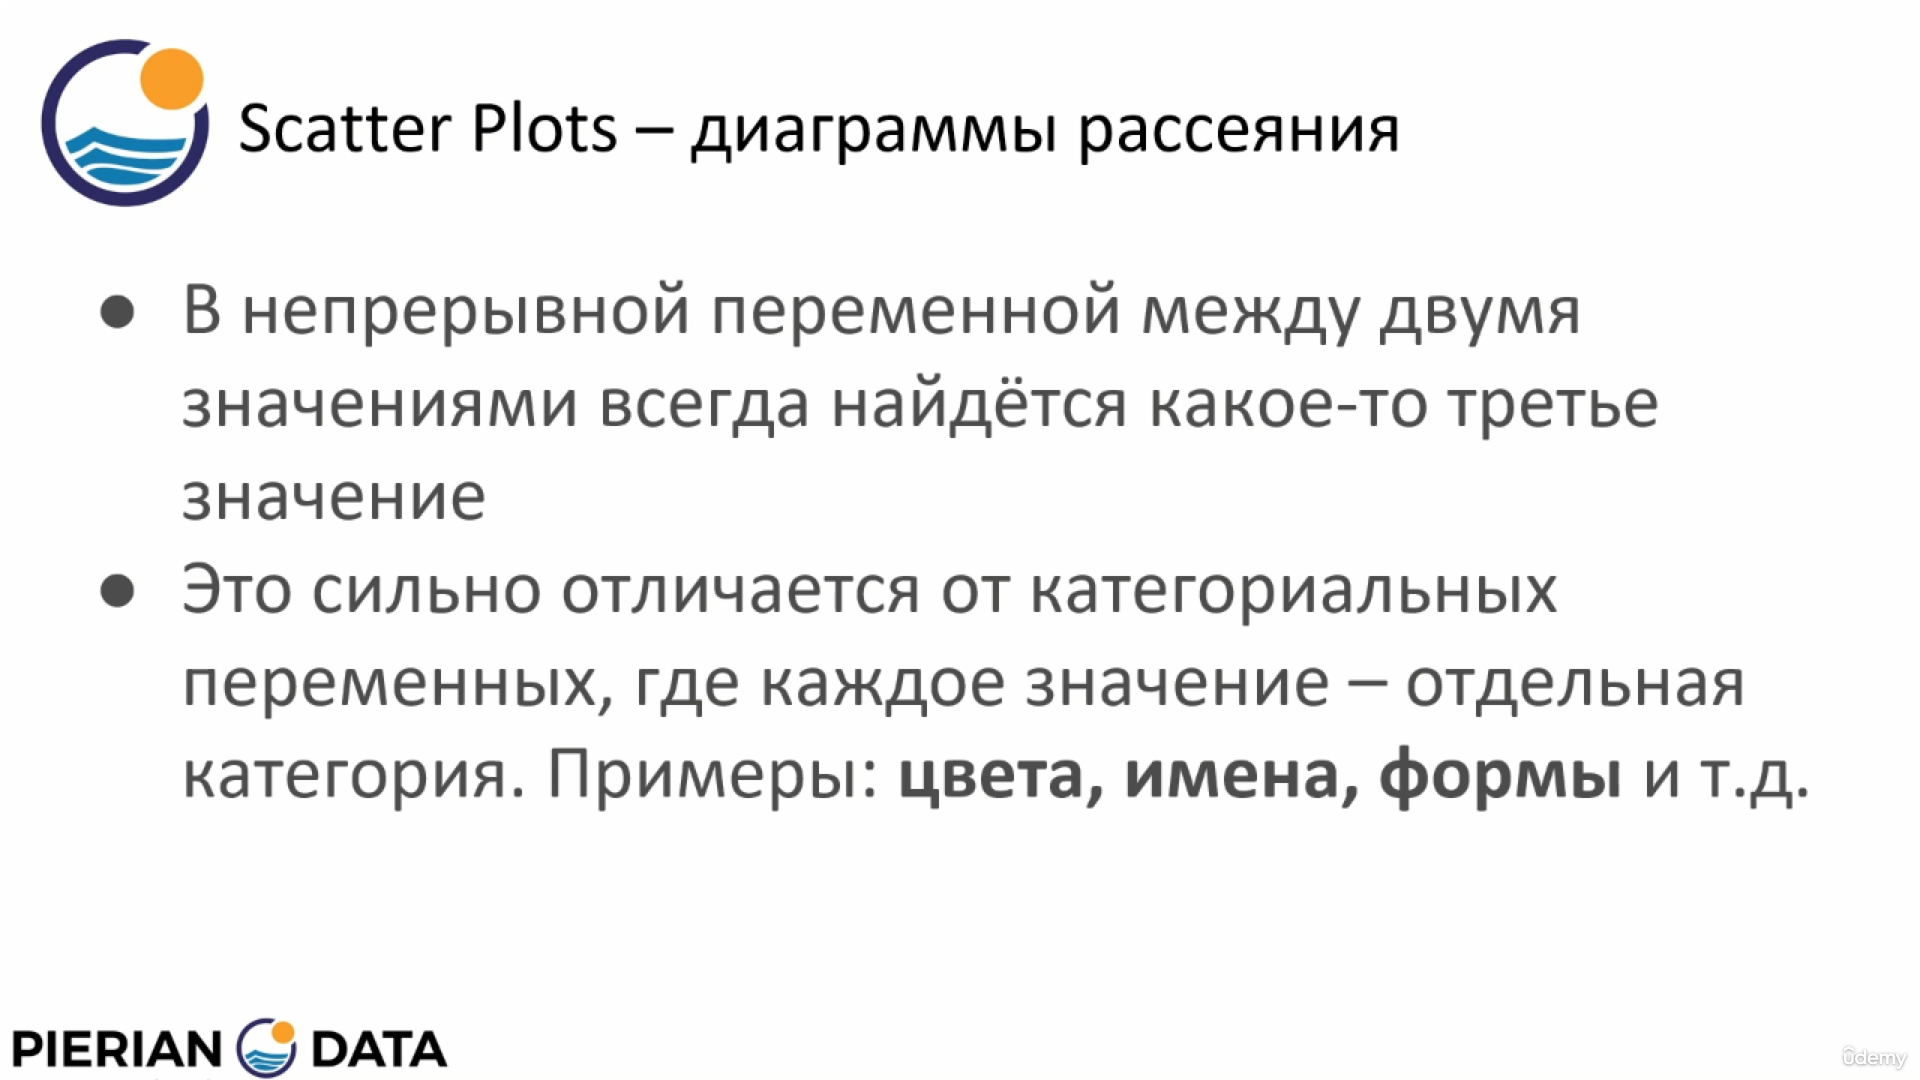 Scatter Plots – диаграммы рассеяния
● В непрерывной переменной между двумя
значениями всегда найдётся какое-то третье
значение
● Это сильно отличается от категориальных
переменных, где каждое значение – отдельная
категория. Примеры: цвета, имена, формы и т.д.
PIERIAN DATA
ûdemy